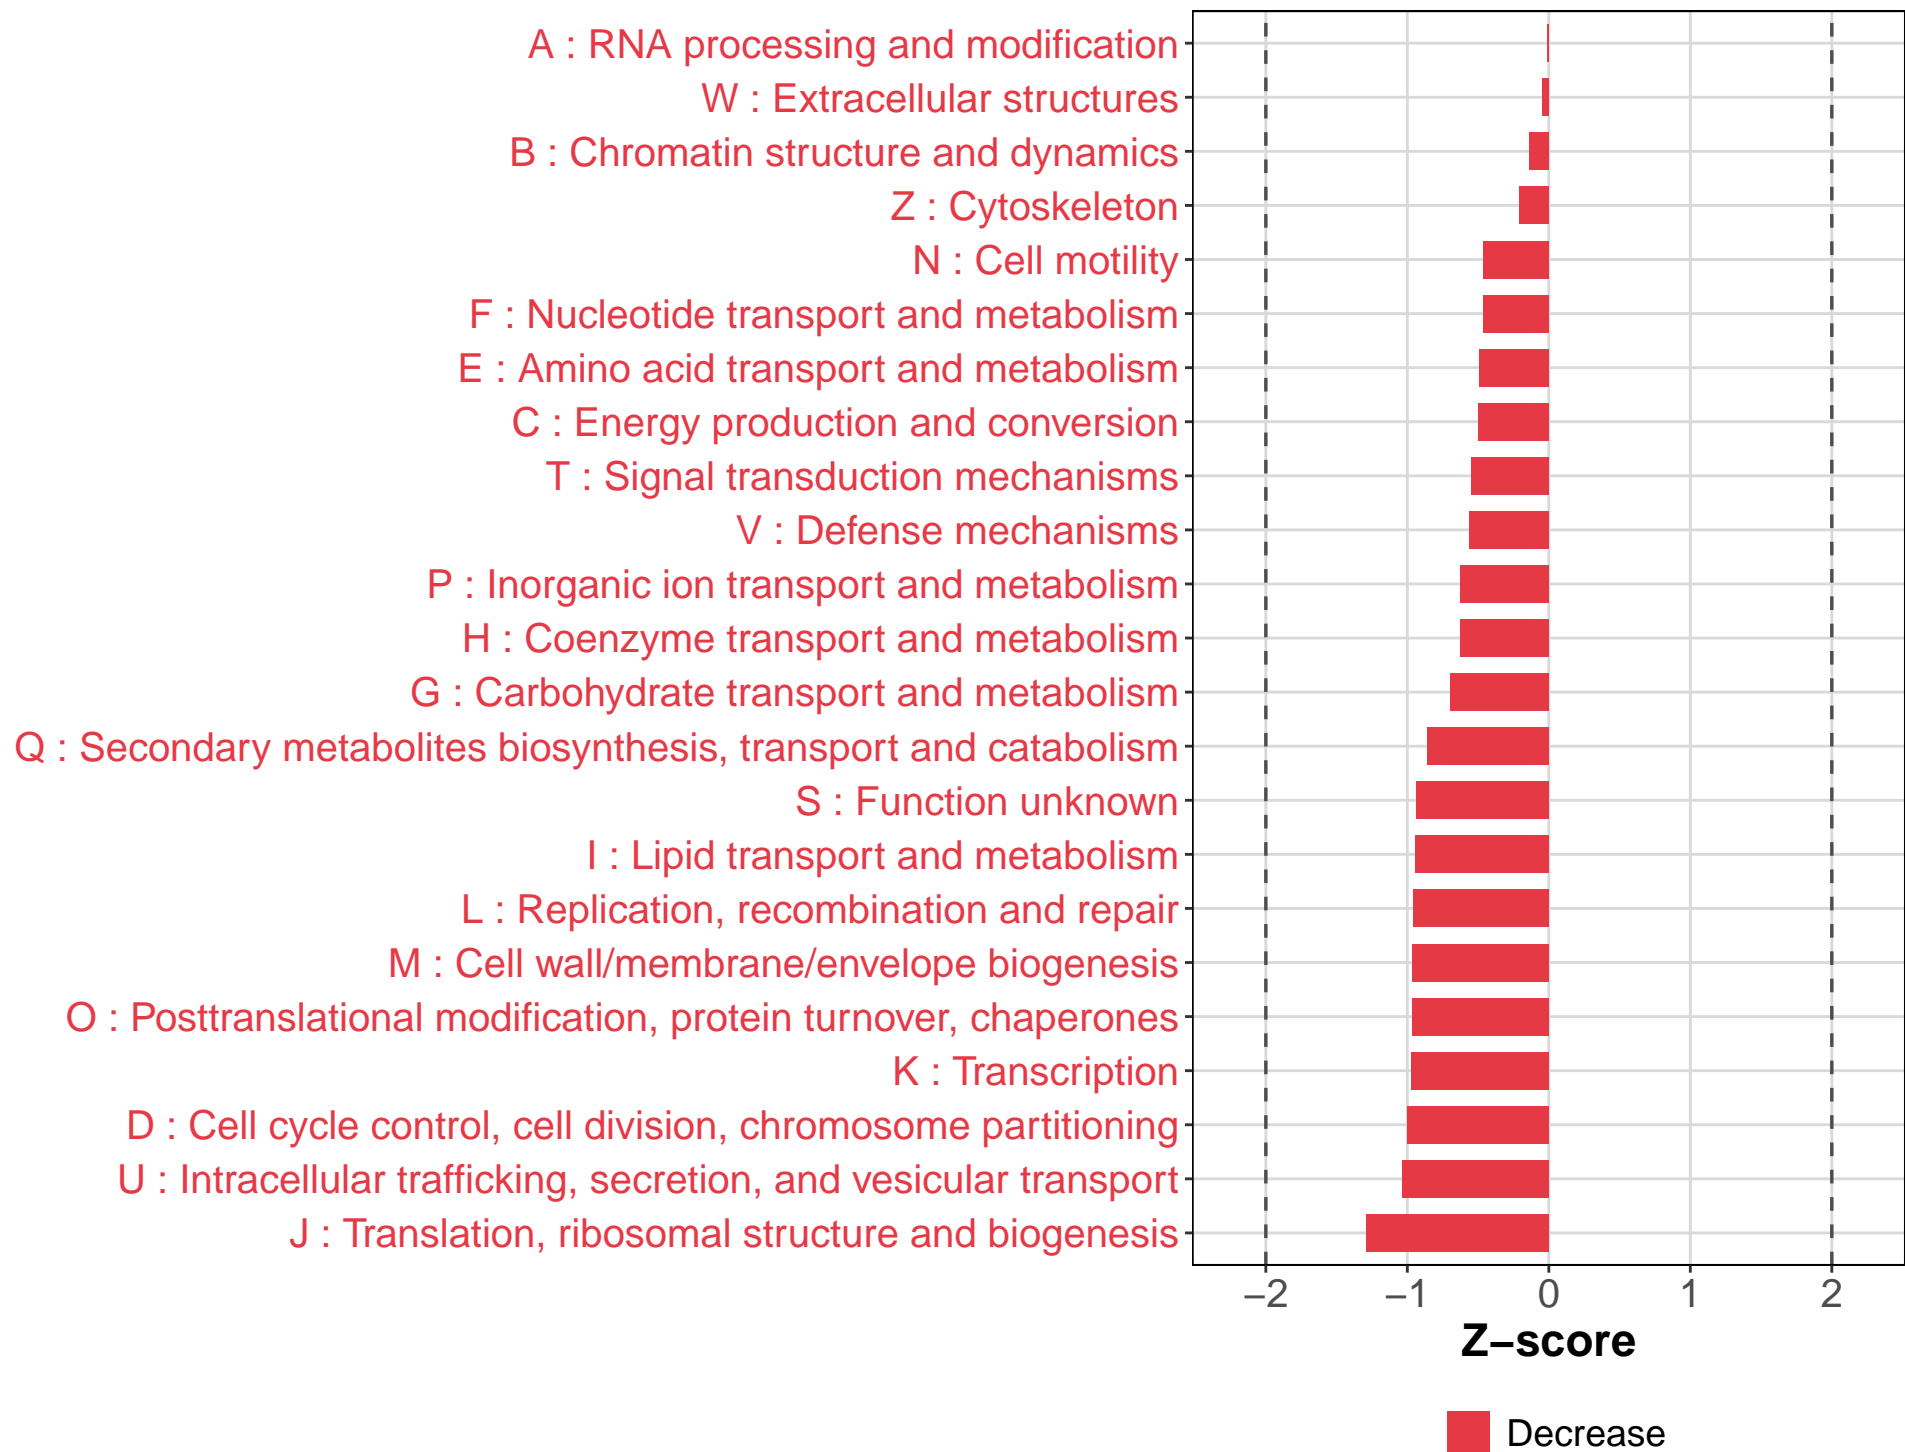 A : RNA processing and modification
W : Extracellular structures
B : Chromatin structure and dynamics
Z : Cytoskeleton
N : Cell motility
F : Nucleotide transport and metabolism
E : Amino acid transport and metabolism
C : Energy production and conversion
T : Signal transduction mechanisms
V : Defense mechanisms
P : Inorganic ion transport and metabolism
H : Coenzyme transport and metabolism
G : Carbohydrate transport and metabolism
Q : Secondary metabolites biosynthesis, transport and catabolism
S : Function unknown
I : Lipid transport and metabolism
L : Replication, recombination and repair
M : Cell wall/membrane/envelope biogenesis
O : Posttranslational modification, protein turnover, chaperones
K : Transcription
D : Cell cycle control, cell division, chromosome partitioning
U : Intracellular trafficking, secretion, and vesicular transport
J : Translation, ribosomal structure and biogenesis
−2 −1 0 1 2
Z−score
Decrease